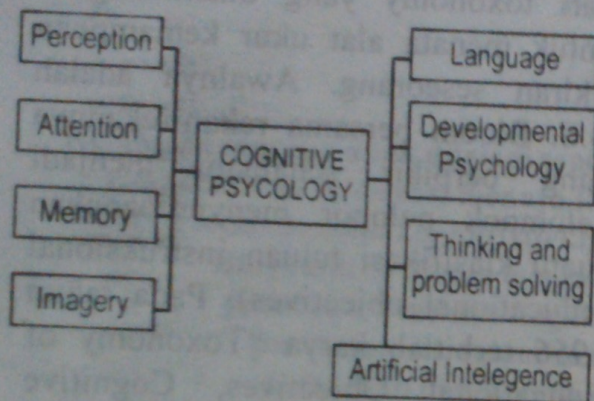 Perception
Attention
Memory
Imagery
COGNITIVE
PSYCOLOGY
Language
Developmental
Psychology
Thinking and
problem solving
Artificial Intelegence